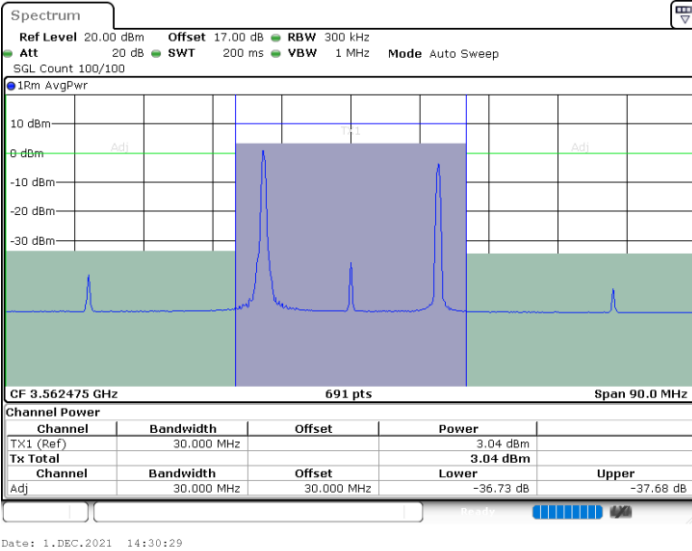 Spectrum
Ref Level 20.00 dBm Offset 17.00 dB RBW 300 kHz
Att 20 dB SWT 200 ms VBW 1 MHz Mode Auto Sweep
SGL Count 100/100
1Rm AvgPwr
10 dBm
TX1
0 dBm Adj Adj
-10 dBm
-20 dBm
-30 dBm
CF 3.562475 GHz 691 pts Span 90.0 MHz
Channel Power
Channel Bandwidth Offset Power
TX1 (Ref) 30.000 MHz 3.04 dBm
Tx Total 3.04 dBm
Channel Bandwidth Offset Lower Upper
Adj 30.000 MHz 30.000 MHz -36.73 dB -37.68 dB
Ready
Date: 1.DEC.2021 14:30:29